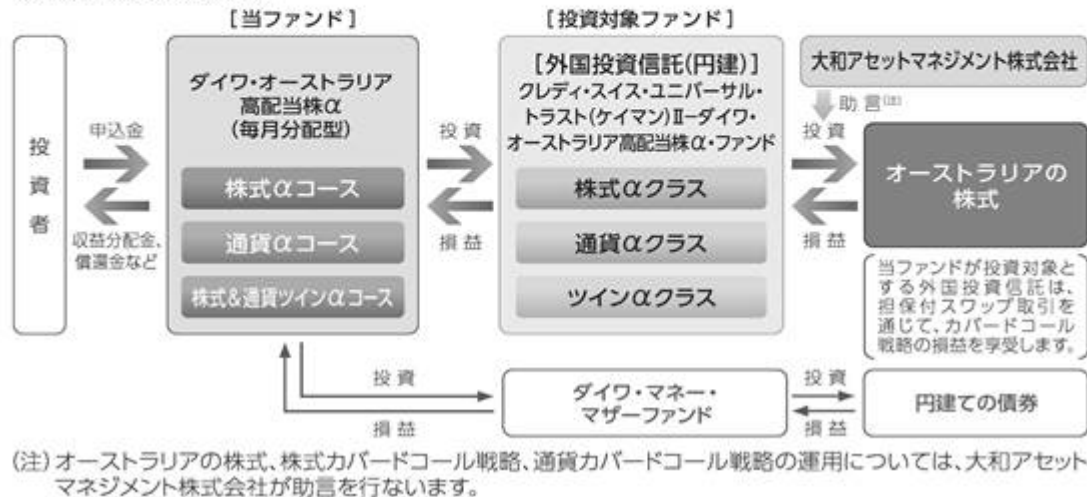 [当ファンド]
[投資対象ファンド]
投資者
申込金
収益分配金、
償還金など
ダイワ・オーストラリア
高配当株α
(毎月分配型)
株式αコース
通貨αコース
株式&通貨ツインαコース
投資
損益
[外国投資信託(円建)]
クレディ・スイス・ユニバーサル・
トラスト(ケイマン)Ⅱ-ダイワ・
オーストラリア高配当株α・ファンド
株式αクラス
通貨αクラス
ツインαクラス
大和アセットマネジメント株式会社
助言(注)
投資
損益
オーストラリアの
株式
当ファンドが投資対象と
する外国投資信託は、
担保付スワップ取引を
通じて、カバードコール
戦略の損益を享受します。
投資
損益
ダイワ・マネー・
マザーファンド
投資
損益
円建ての債券
(注)オーストラリアの株式、株式カバードコール戦略、通貨カバードコール戦略の運用については、大和アセット
マネジメント株式会社が助言を行ないます。